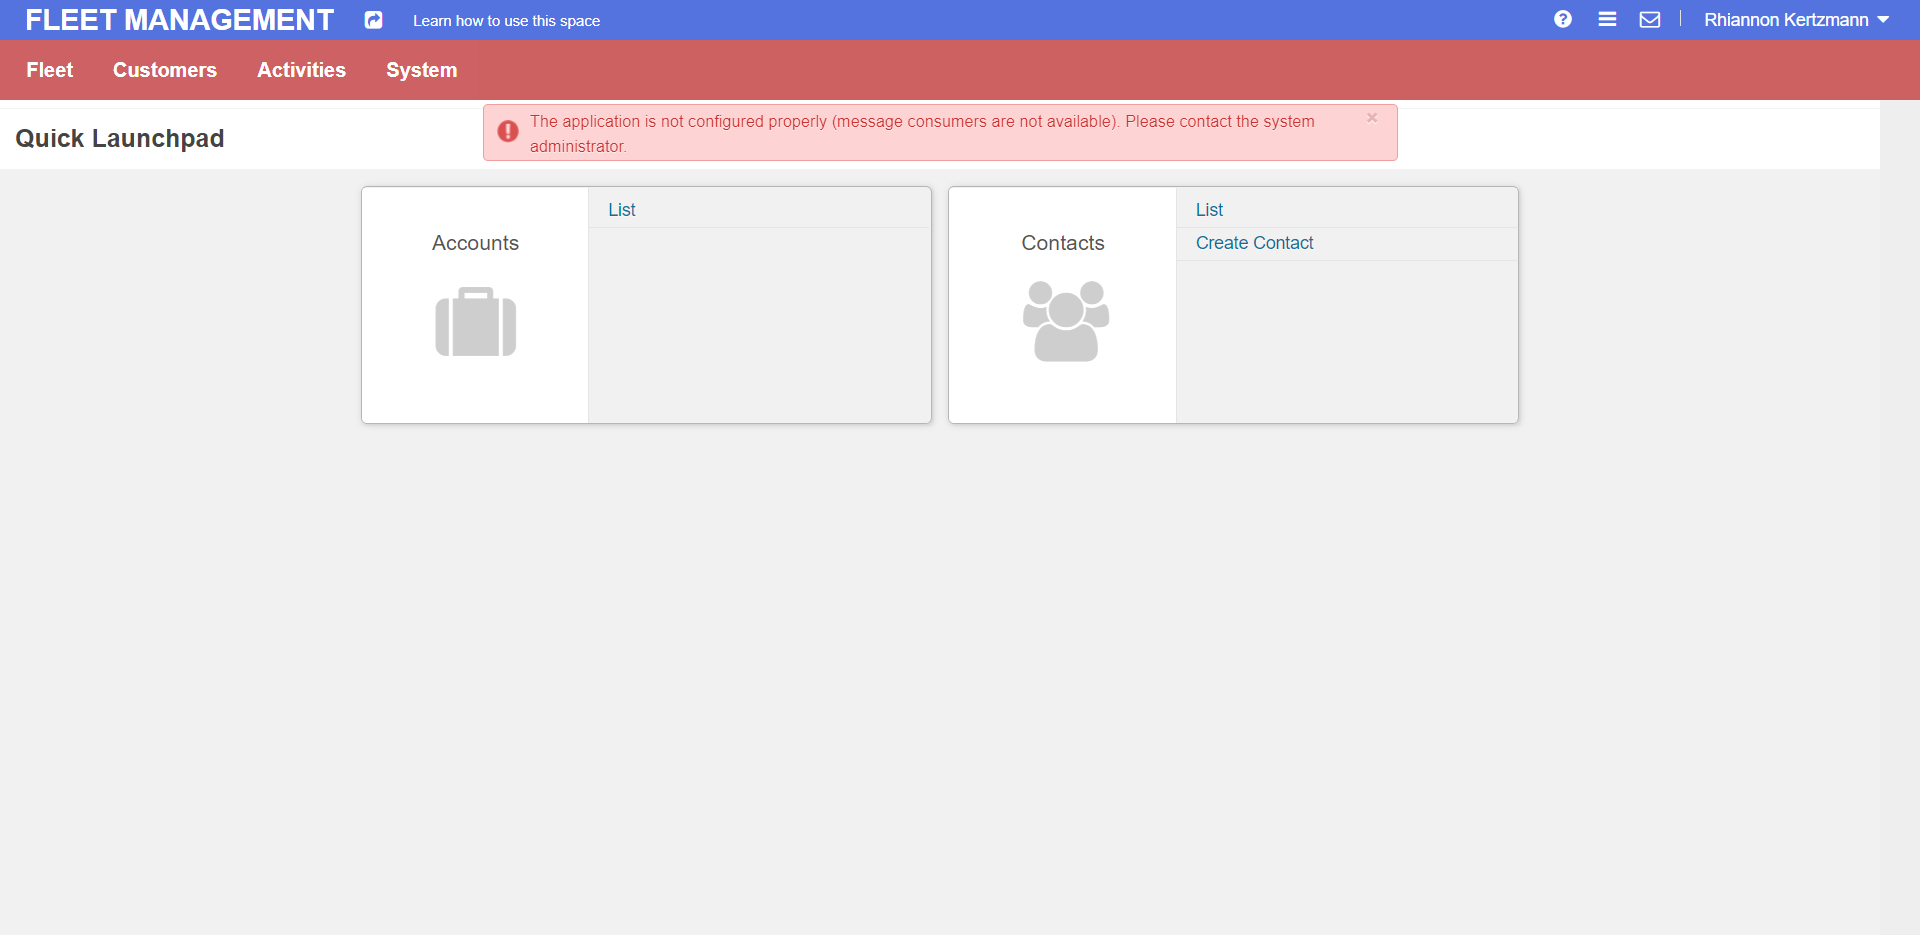 FLEET MANAGEMENT
Learn how to use this space
Rhiannon Kertzmann
Fleet
Customers
Activities
System
Quick Launchpad
The application is not configured properly (message consumers are not available). Please contact the system
administrator.
Accounts
List
Contacts
List
Create Contact